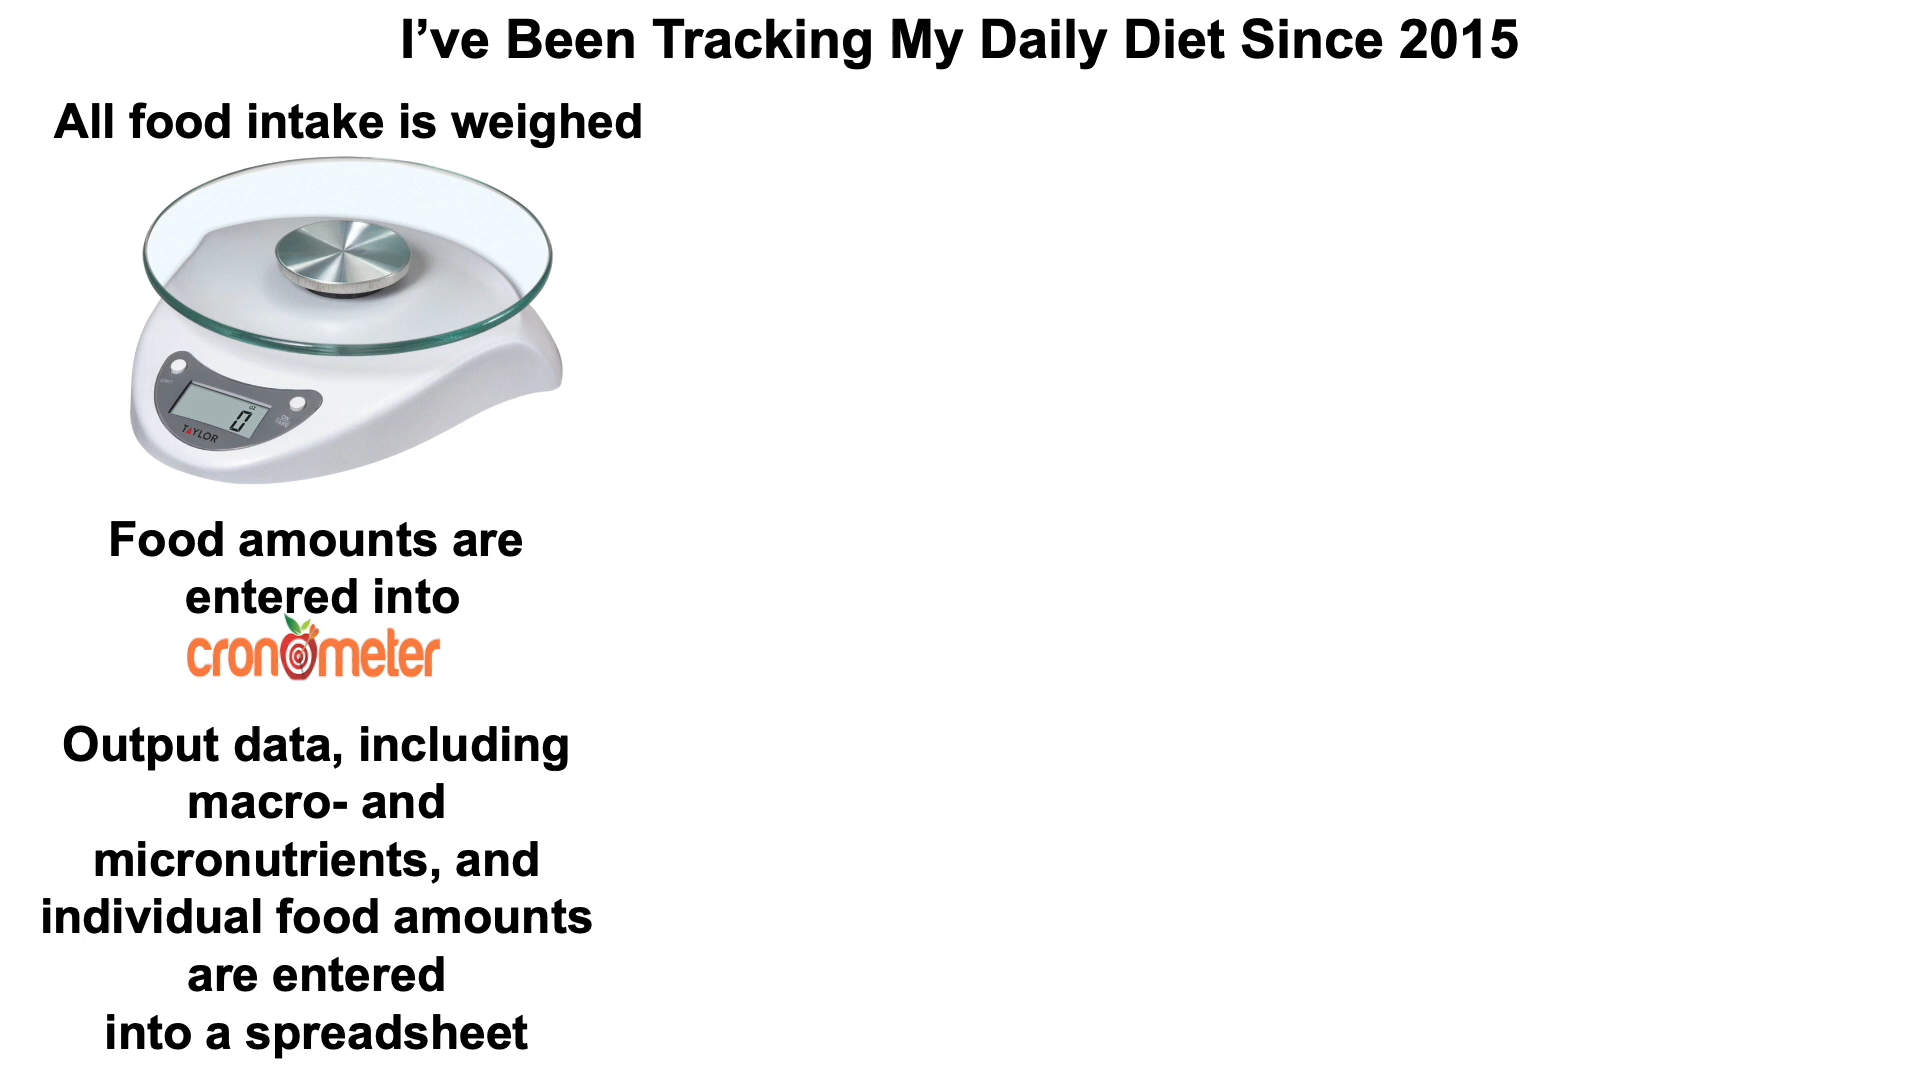 I’ve Been Tracking My Daily Diet Since 2015
All food intake is weighed
0
TAYLOR
Food amounts are
entered into
cronometer
Output data, including
macro- and
micronutrients, and
individual food amounts
are entered
into a spreadsheet